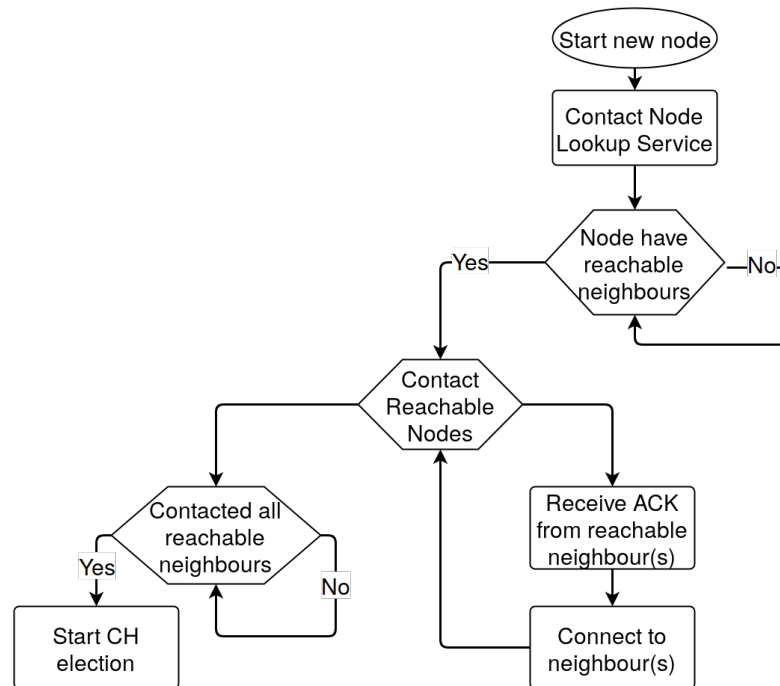 Start new node
Contact Node
Lookup Service
Node have
reachable
neighbours
Yes
No
Contact
Reachable
Nodes
Contacted all
reachable
neighbours
Yes
No
Receive ACK
from reachable
neighbour(s)
Start CH
election
Connect to
neighbour(s)